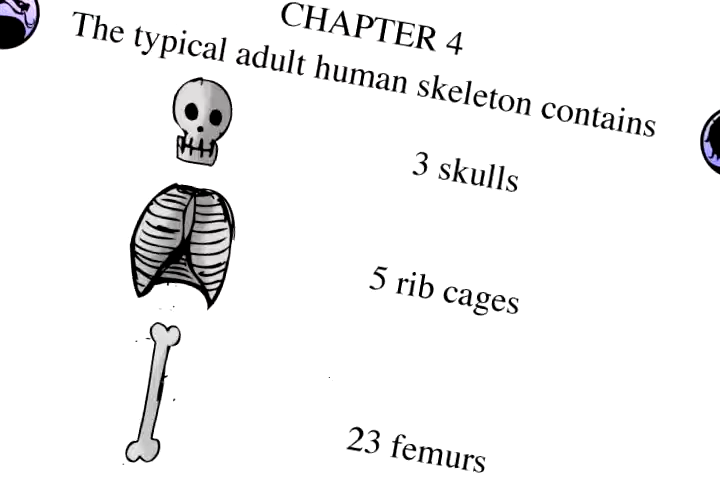 CHAPTER 4
The typical adult human skeleton contains
3 skulls
5 rib cages
23 femurs